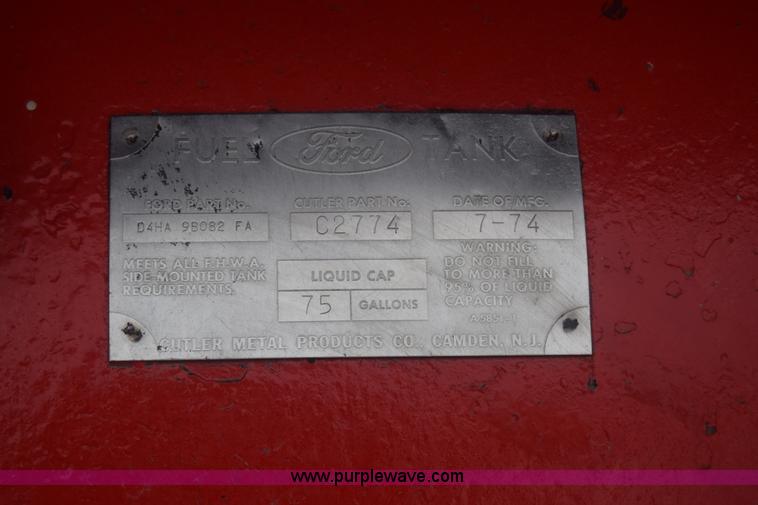 FUEL Ford TANK
FORD PART No. CUTLER PART No. DATE OF MFG.
D4HA 9B082 FA C2774 7-74
MEETS ALL F.H.W.A.
SIDE MOUNTED TANK
REQUIREMENTS.
LIQUID CAP
75 GALLONS
WARNING:
DO NOT FILL
TO MORE THAN
95% OF LIQUID
CAPACITY
CUTLER METAL PRODUCTS CO., CAMDEN, N.J.
www.purplewave.com